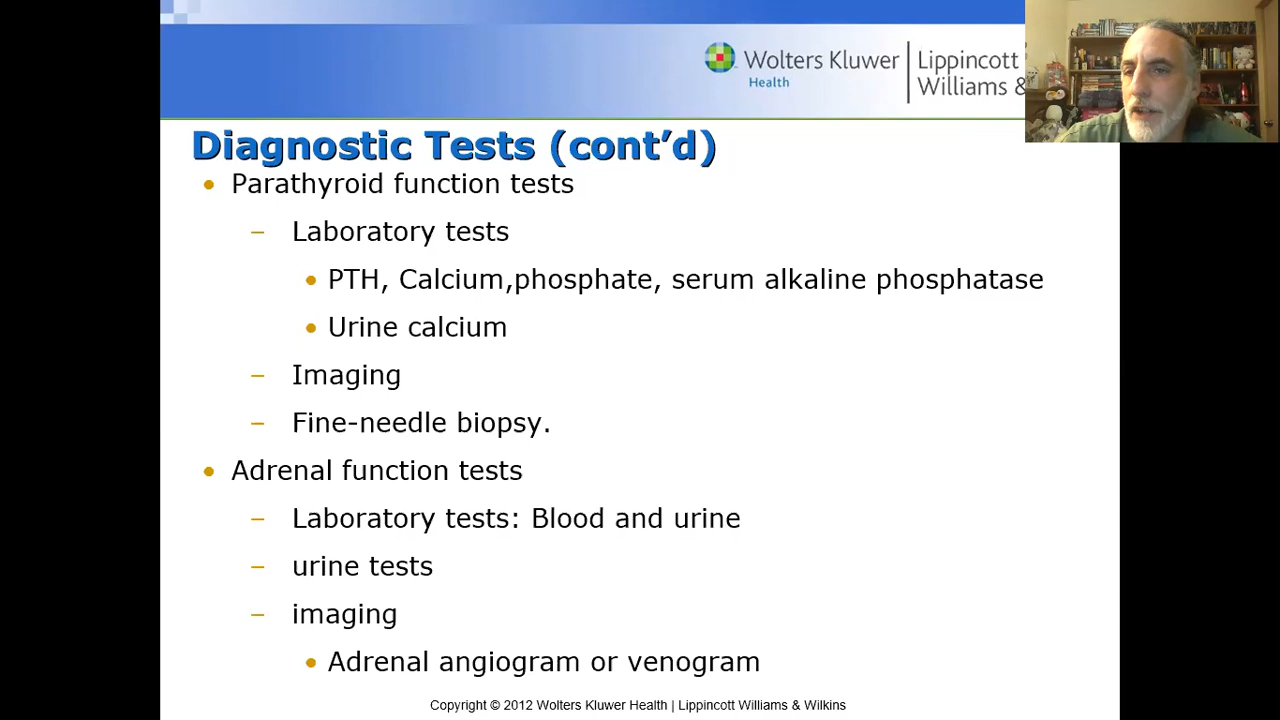 Wolters Kluwer
Health
Lippincott
Williams &
Diagnostic Tests (cont’d)
• Parathyroid function tests
– Laboratory tests
• PTH, Calcium,phosphate, serum alkaline phosphatase
• Urine calcium
– Imaging
– Fine-needle biopsy.
• Adrenal function tests
– Laboratory tests: Blood and urine
– urine tests
– imaging
• Adrenal angiogram or venogram
Copyright © 2012 Wolters Kluwer Health | Lippincott Williams & Wilkins